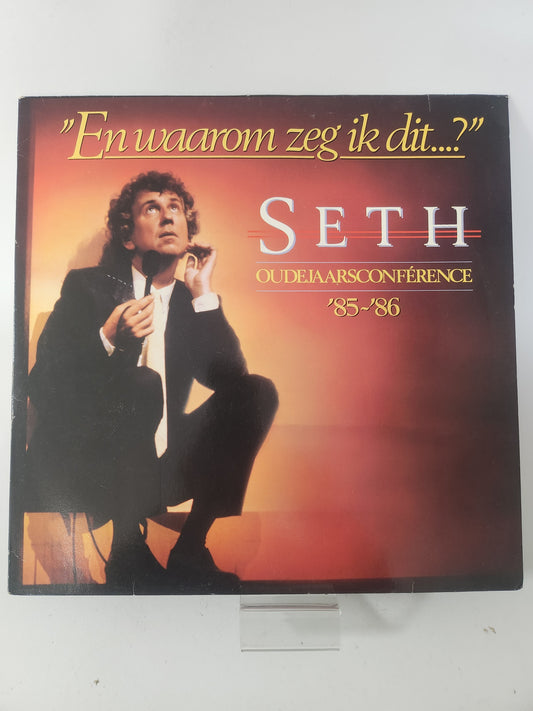 "En waarom zeg ik dit....?"
SETH
OUDEJAARSCONFÉRENCE
'85~'86